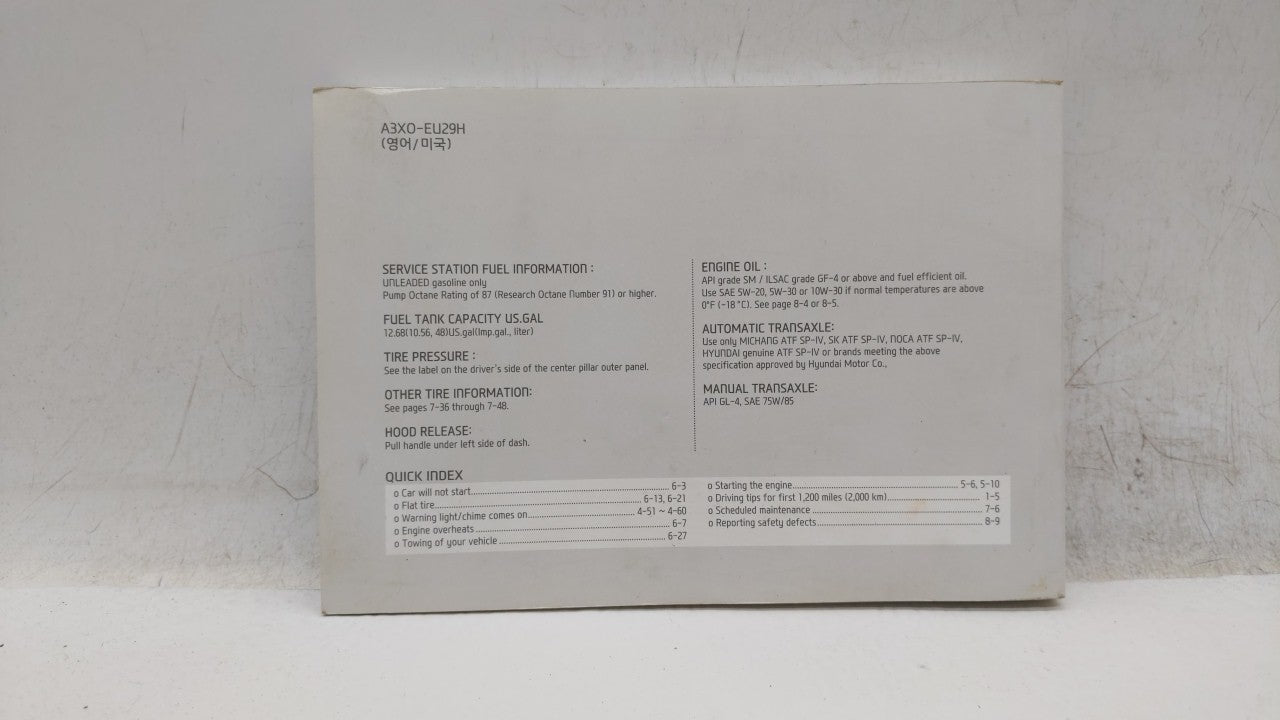 A3XO-EU29H
(영어/미국)
SERVICE STATION FUEL INFORMATION :
UNLEADED gasoline only
Pump Octane Rating of 87 (Research Octane Number 91) or higher.
FUEL TANK CAPACITY US.GAL
12.68(10.56, 48)US.gal(Imp.gal., liter)
TIRE PRESSURE :
See the label on the driver's side of the center pillar outer panel.
OTHER TIRE INFORMATION:
See pages 7-36 through 7-48.
HOOD RELEASE:
Pull handle under left side of dash.
ENGINE OIL :
API grade SM / ILSAC grade GF-4 or above and fuel efficient oil.
Use SAE 5W-20, 5W-30 or 10W-30 if normal temperatures are above
0°F (-18 °C). See page 8-4 or 8-5.
AUTOMATIC TRANSAXLE:
Use only MICHANG ATF SP-IV, SK ATF SP-IV, NOCA ATF SP-IV,
HYUNDAI genuine ATF SP-IV or brands meeting the above
specification approved by Hyundai Motor Co.,
MANUAL TRANSAXLE:
API GL-4, SAE 75W/85
QUICK INDEX
o Car will not start........ 6-3
o Flat tire........ 6-13, 6-21
o Warning light/chime comes on........ 4-51 ~ 4-60
o Engine overheats ........ 6-7
o Towing of your vehicle ........ 6-27
o Starting the engine........ 5-6, 5-10
o Driving tips for first 1,200 miles (2,000 km)........ 1-5
o Scheduled maintenance ........ 7-6
o Reporting safety defects........ 8-9